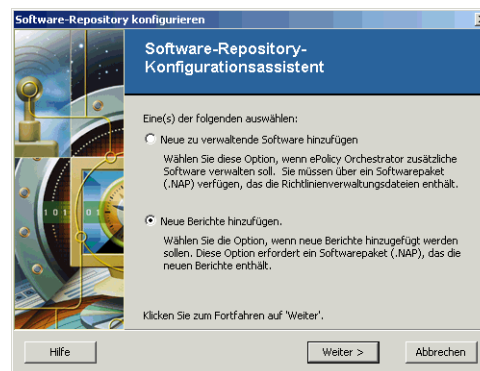 Software-Repository konfigurieren
Software-Repository-
Konfigurationsassistent
Eine(s) der folgenden auswählen:
Neue zu verwaltende Software hinzufügen
Wählen Sie diese Option, wenn ePolicy Orchestrator zusätzliche
Software verwalten soll. Sie müssen über ein Softwarepaket
(.NAP) verfügen, das die Richtlinienverwaltungsdateien enthält.
Neue Berichte hinzufügen.
Wählen Sie die Option, wenn neue Berichte hinzugefügt werden
sollen. Diese Option erfordert ein Softwarepaket (.NAP), das die
neuen Berichte enthält.
Klicken Sie zum Fortfahren auf 'Weiter'.
Hilfe
Weiter >
Abbrechen